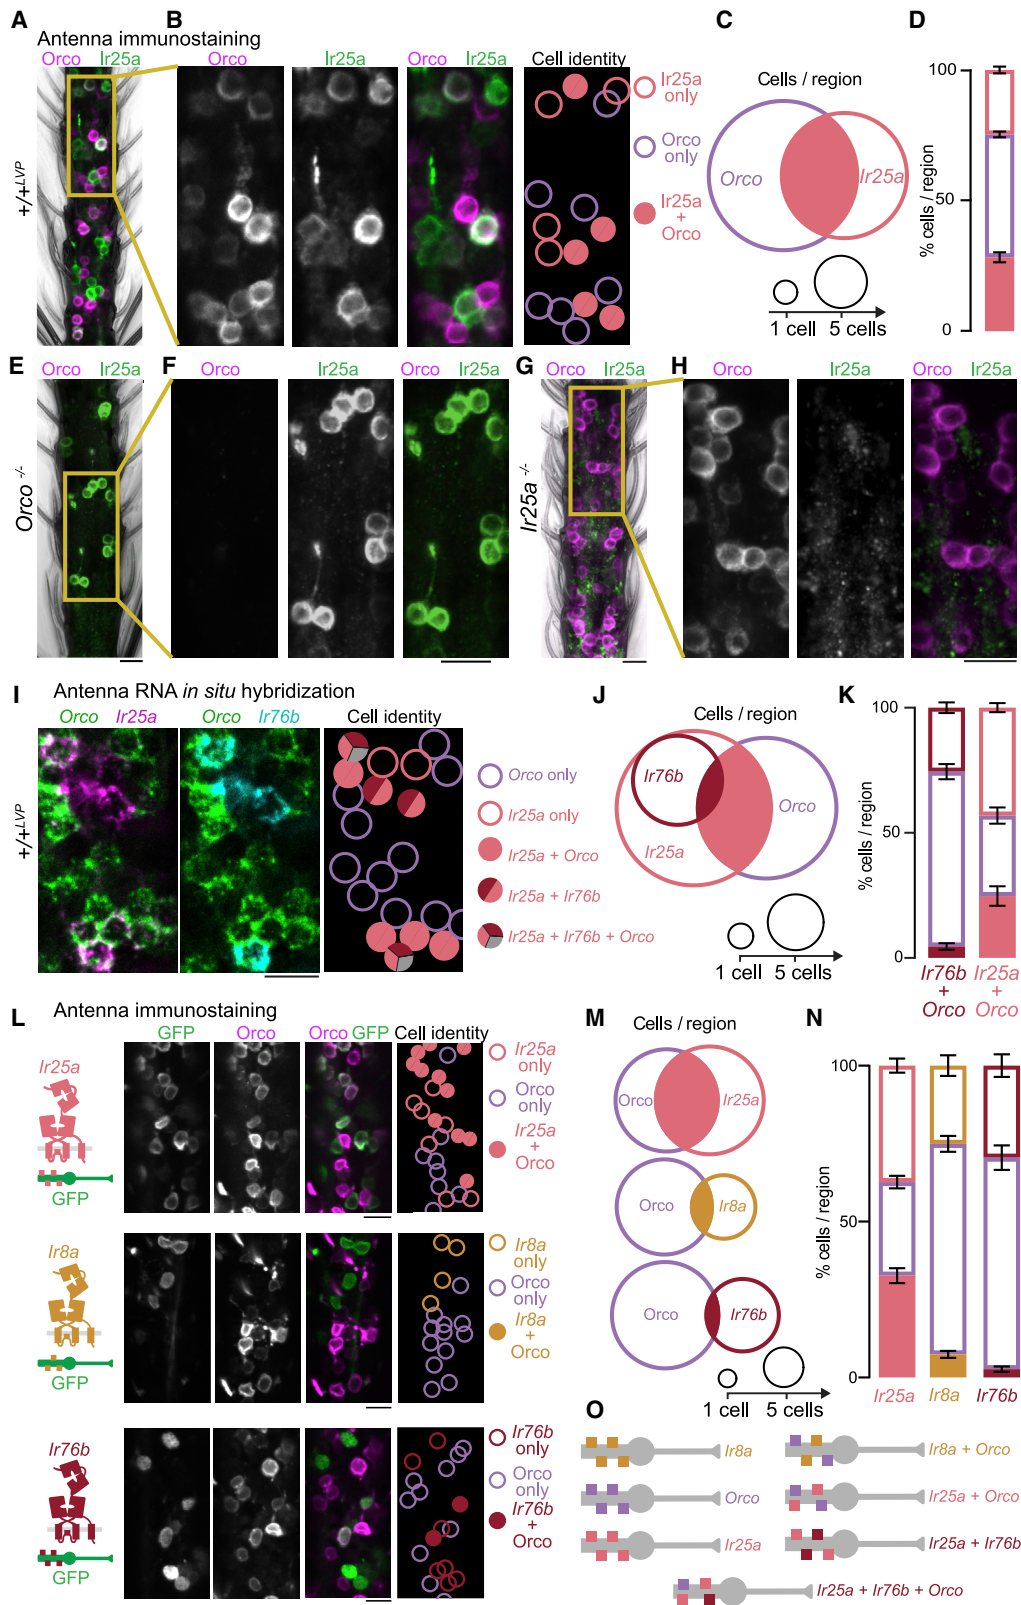 A
B
C
D
Antenna immunostaining
Orco Ir25a
Orco
Ir25a
Orco Ir25a
Cell identity
Ir25a
only
Orco
only
Ir25a
+
Orco
+/+LVP
Cells / region
Orco
Ir25a
1 cell
5 cells
% cells / region
100
50
0
E
F
G
H
Orco Ir25a
Orco
Ir25a
Orco Ir25a
Orco Ir25a
Orco
Ir25a
Orco Ir25a
Orco -/-
Ir25a -/-
I
J
K
Antenna RNA in situ hybridization
Orco Ir25a
Orco Ir76b
Cell identity
+/+LVP
Orco only
Ir25a only
Ir25a + Orco
Ir25a + Ir76b
Ir25a + Ir76b + Orco
Cells / region
Ir76b
Ir25a
Orco
1 cell
5 cells
% cells / region
100
50
0
Ir76b
+
Orco
Ir25a
+
Orco
L
M
N
Antenna immunostaining
GFP
Orco
Orco GFP
Cell identity
Ir25a
GFP
Ir25a
only
Orco
only
Ir25a
+
Orco
Ir8a
GFP
Ir8a
only
Orco
only
Ir8a
+
Orco
Ir76b
GFP
Ir76b
only
Orco
only
Ir76b
+
Orco
Cells / region
Orco
Ir25a
Orco
Ir8a
Orco
Ir76b
1 cell
5 cells
% cells / region
100
50
0
Ir25a
Ir8a
Ir76b
O
Ir8a
Ir8a + Orco
Orco
Ir25a + Orco
Ir25a
Ir25a + Ir76b
Ir25a + Ir76b + Orco